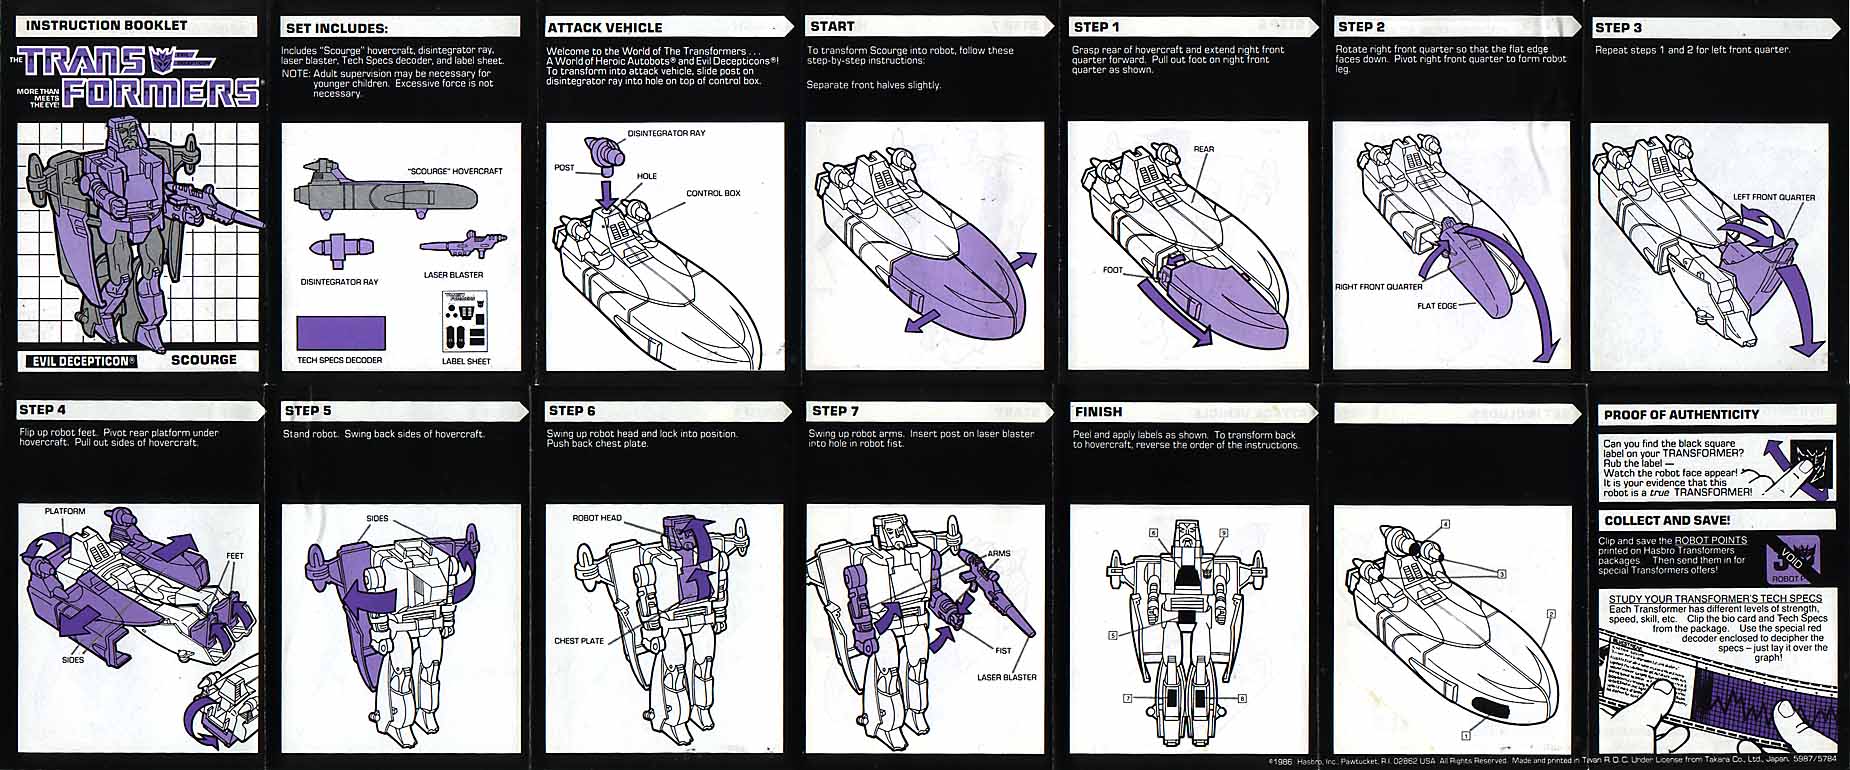 INSTRUCTION BOOKLET
THE TRANSFORMERS
MORE THAN
MEETS
THE EYE!
EVIL DECEPTICON®
SCOURGE
SET INCLUDES:
Includes "Scourge" hovercraft, disintegrator ray,
laser blaster, Tech Specs decoder, and label sheet.
NOTE: Adult supervision may be necessary for
younger children. Excessive force is not
necessary.
"SCOURGE" HOVERCRAFT
DISINTEGRATOR RAY
LASER BLASTER
TECH SPECS DECODER
LABEL SHEET
ATTACK VEHICLE
Welcome to the World of The Transformers . . .
A World of Heroic Autobots® and Evil Decepticons®!
To transform into attack vehicle, slide post on
disintegrator ray into hole on top of control box.
DISINTEGRATOR RAY
POST
HOLE
CONTROL BOX
START
To transform Scourge into robot, follow these
step-by-step instructions:
Separate front halves slightly.
STEP 1
Grasp rear of hovercraft and extend right front
quarter forward. Pull out foot on right front
quarter as shown.
REAR
FOOT
STEP 2
Rotate right front quarter so that the flat edge
faces down. Pivot right front quarter to form robot
leg.
RIGHT FRONT QUARTER
FLAT EDGE
STEP 3
Repeat steps 1 and 2 for left front quarter.
LEFT FRONT QUARTER
STEP 4
Flip up robot feet. Pivot rear platform under
hovercraft. Pull out sides of hovercraft.
PLATFORM
FEET
SIDES
STEP 5
Stand robot. Swing back sides of hovercraft.
SIDES
STEP 6
Swing up robot head and lock into position.
Push back chest plate.
ROBOT HEAD
CHEST PLATE
STEP 7
Swing up robot arms. Insert post on laser blaster
into hole in robot fist.
ARMS
FIST
LASER BLASTER
FINISH
Peel and apply labels as shown. To transform back
to hovercraft, reverse the order of the instructions.
6
9
5
7
8
4
3
2
1
PROOF OF AUTHENTICITY
Can you find the black square
label on your TRANSFORMER?
Rub the label —
Watch the robot face appear!
It is your evidence that this
robot is a true TRANSFORMER!
COLLECT AND SAVE!
Clip and save the ROBOT POINTS
printed on Hasbro Transformers
packages Then send them in for
special Transformers offers!
VOID
ROBOT P
STUDY YOUR TRANSFORMER'S TECH SPECS
Each Transformer has different levels of strength,
speed, skill, etc. Clip the bio card and Tech Specs
from the package. Use the special red
decoder enclosed to decipher the
specs – just lay it over the
graph!
©1986 Hasbro, Inc., Pawtucket, R.I. 02862 USA All Rights Reserved. Made and printed in Taiwan R.O.C. Under License from Takara Co., Ltd., Japan. 5987/5784